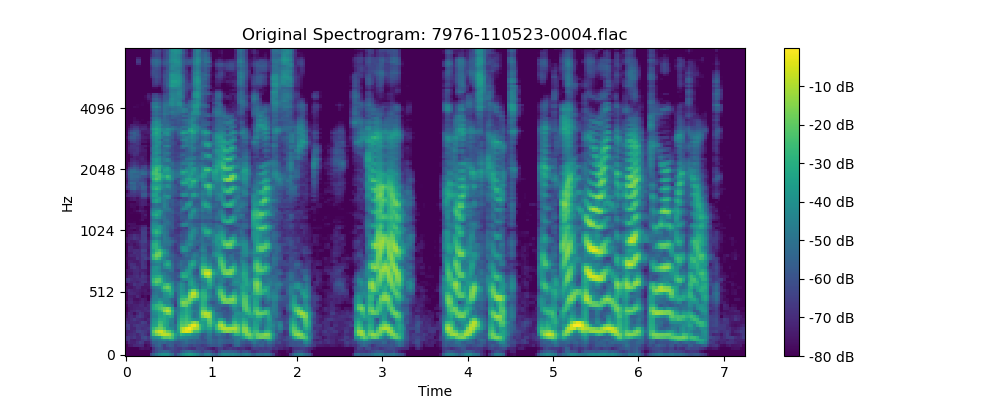 Original Spectrogram: 7976-110523-0004.flac
Hz
4096
2048
1024
512
0
0 1 2 3 4 5 6 7
Time
-10 dB
-20 dB
-30 dB
-40 dB
-50 dB
-60 dB
-70 dB
-80 dB